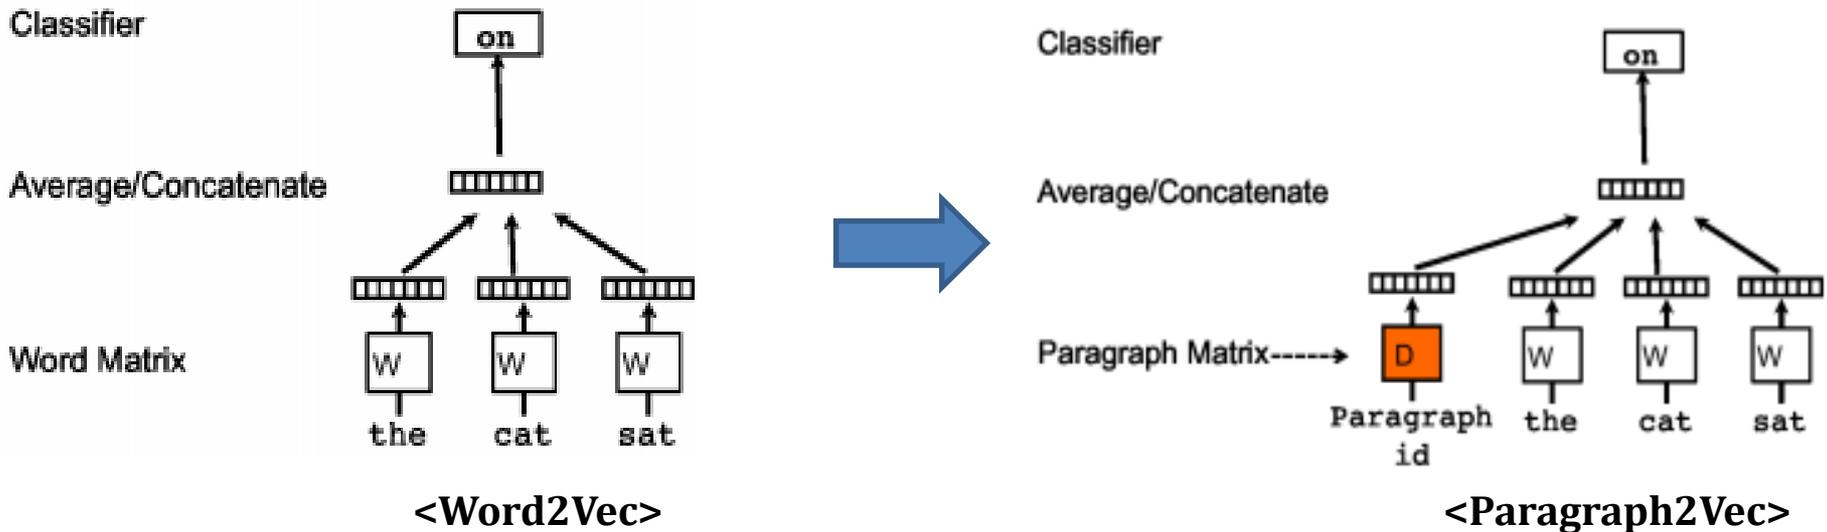 Classifier
on
Average/Concatenate
Word Matrix
W
W
W
the
cat
sat
<Word2Vec>
Classifier
on
Average/Concatenate
Paragraph Matrix----->
D
W
W
W
Paragraph
id
the
cat
sat
<Paragraph2Vec>